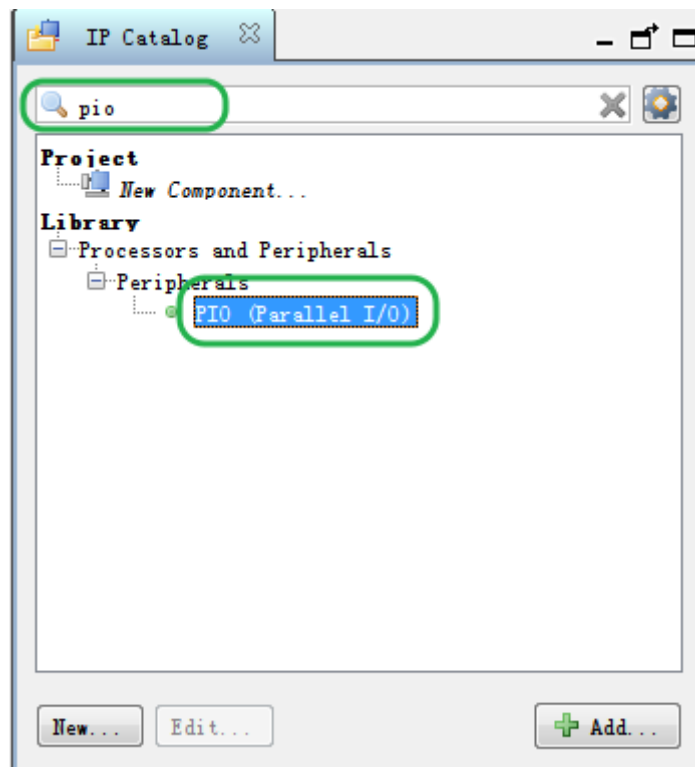 IP Catalog
pio
Project
New Component...
Library
Processors and Peripherals
Peripherals
PIO (Parallel I/O)
New... Edit... Add...